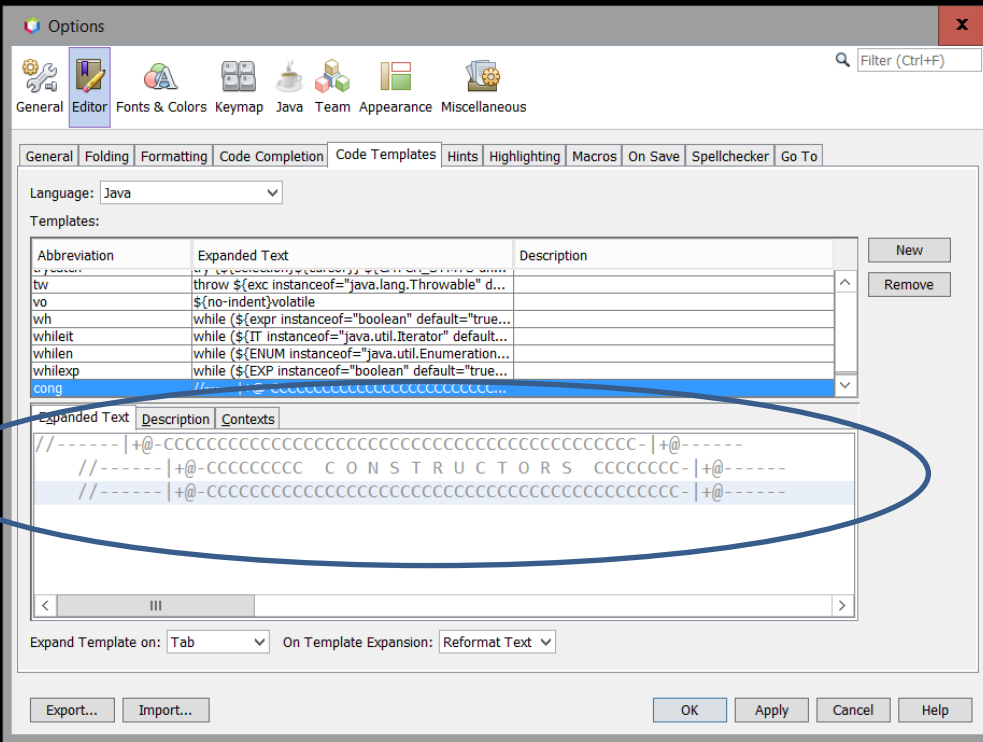 Options
x
Filter (Ctrl+F)
General Editor Fonts & Colors Keymap Java Team Appearance Miscellaneous
General Folding Formatting Code Completion Code Templates Hints Highlighting Macros On Save Spellchecker Go To
Language: Java
Templates:
Abbreviation Expanded Text Description
New
Remove
tw throw ${exc instanceof="java.lang.Throwable" d...
vo ${no-indent}volatile
wh while (${expr instanceof="boolean" default="true...
whileit while (${IT instanceof="java.util.Iterator" default...
whilen while (${ENUM instanceof="java.util.Enumeration...
whilexp while (${EXP instanceof="boolean" default="true...
cong
Expanded Text Description Contexts
//------|+@-CCCCCCCCCCCCCCCCCCCCCCCCCCCCCCCCCCCCCCCCCCCC-|+@------
//------|+@-CCCCCCCCC C O N S T R U C T O R S CCCCCCCC-|+@------
//------|+@-CCCCCCCCCCCCCCCCCCCCCCCCCCCCCCCCCCCCCCCCCCCC-|+@------
Expand Template on: Tab On Template Expansion: Reformat Text
Export... Import... OK Apply Cancel Help